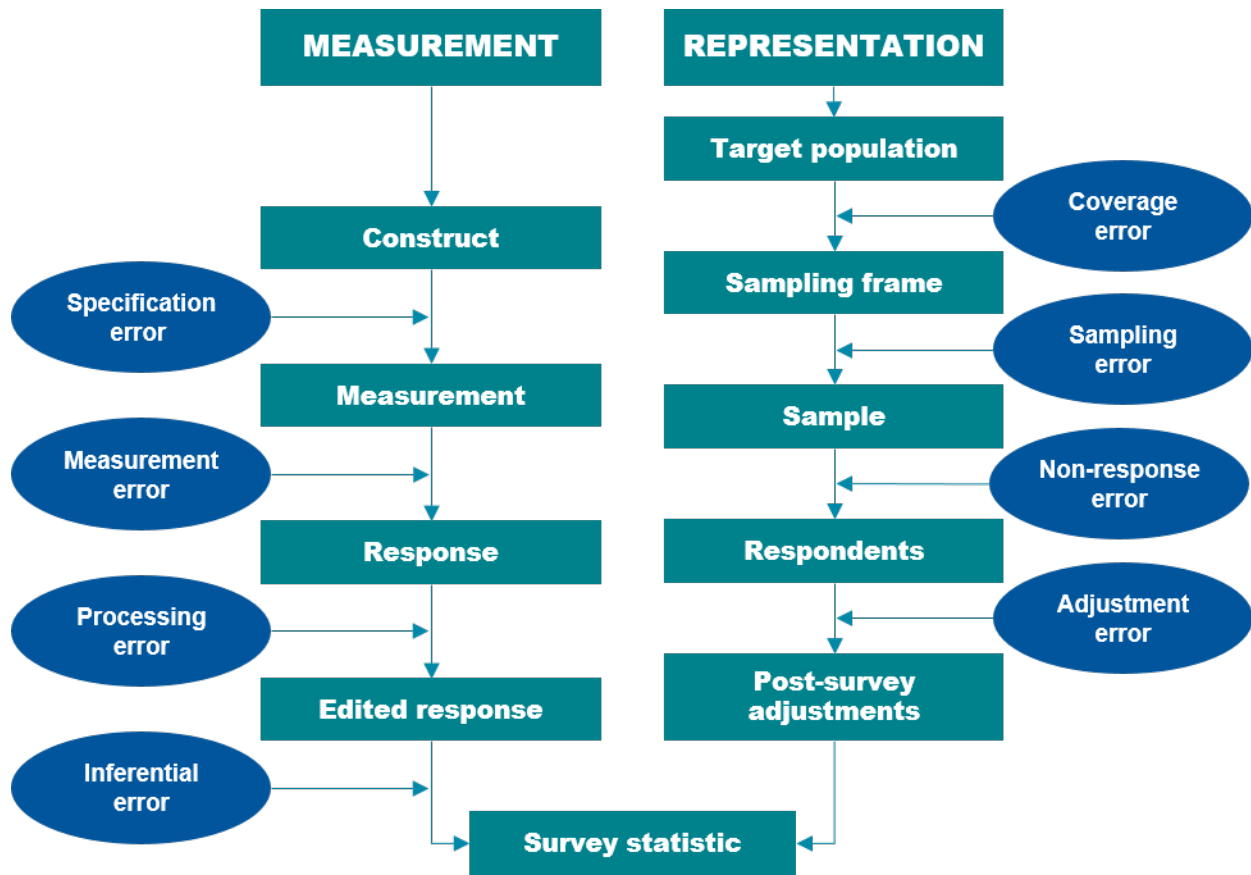 MEASUREMENT
REPRESENTATION
Target population
Coverage
error
Construct
Sampling frame
Specification
error
Sampling
error
Measurement
Sample
Measurement
error
Non-response
error
Response
Respondents
Processing
error
Adjustment
error
Edited response
Post-survey
adjustments
Inferential
error
Survey statistic